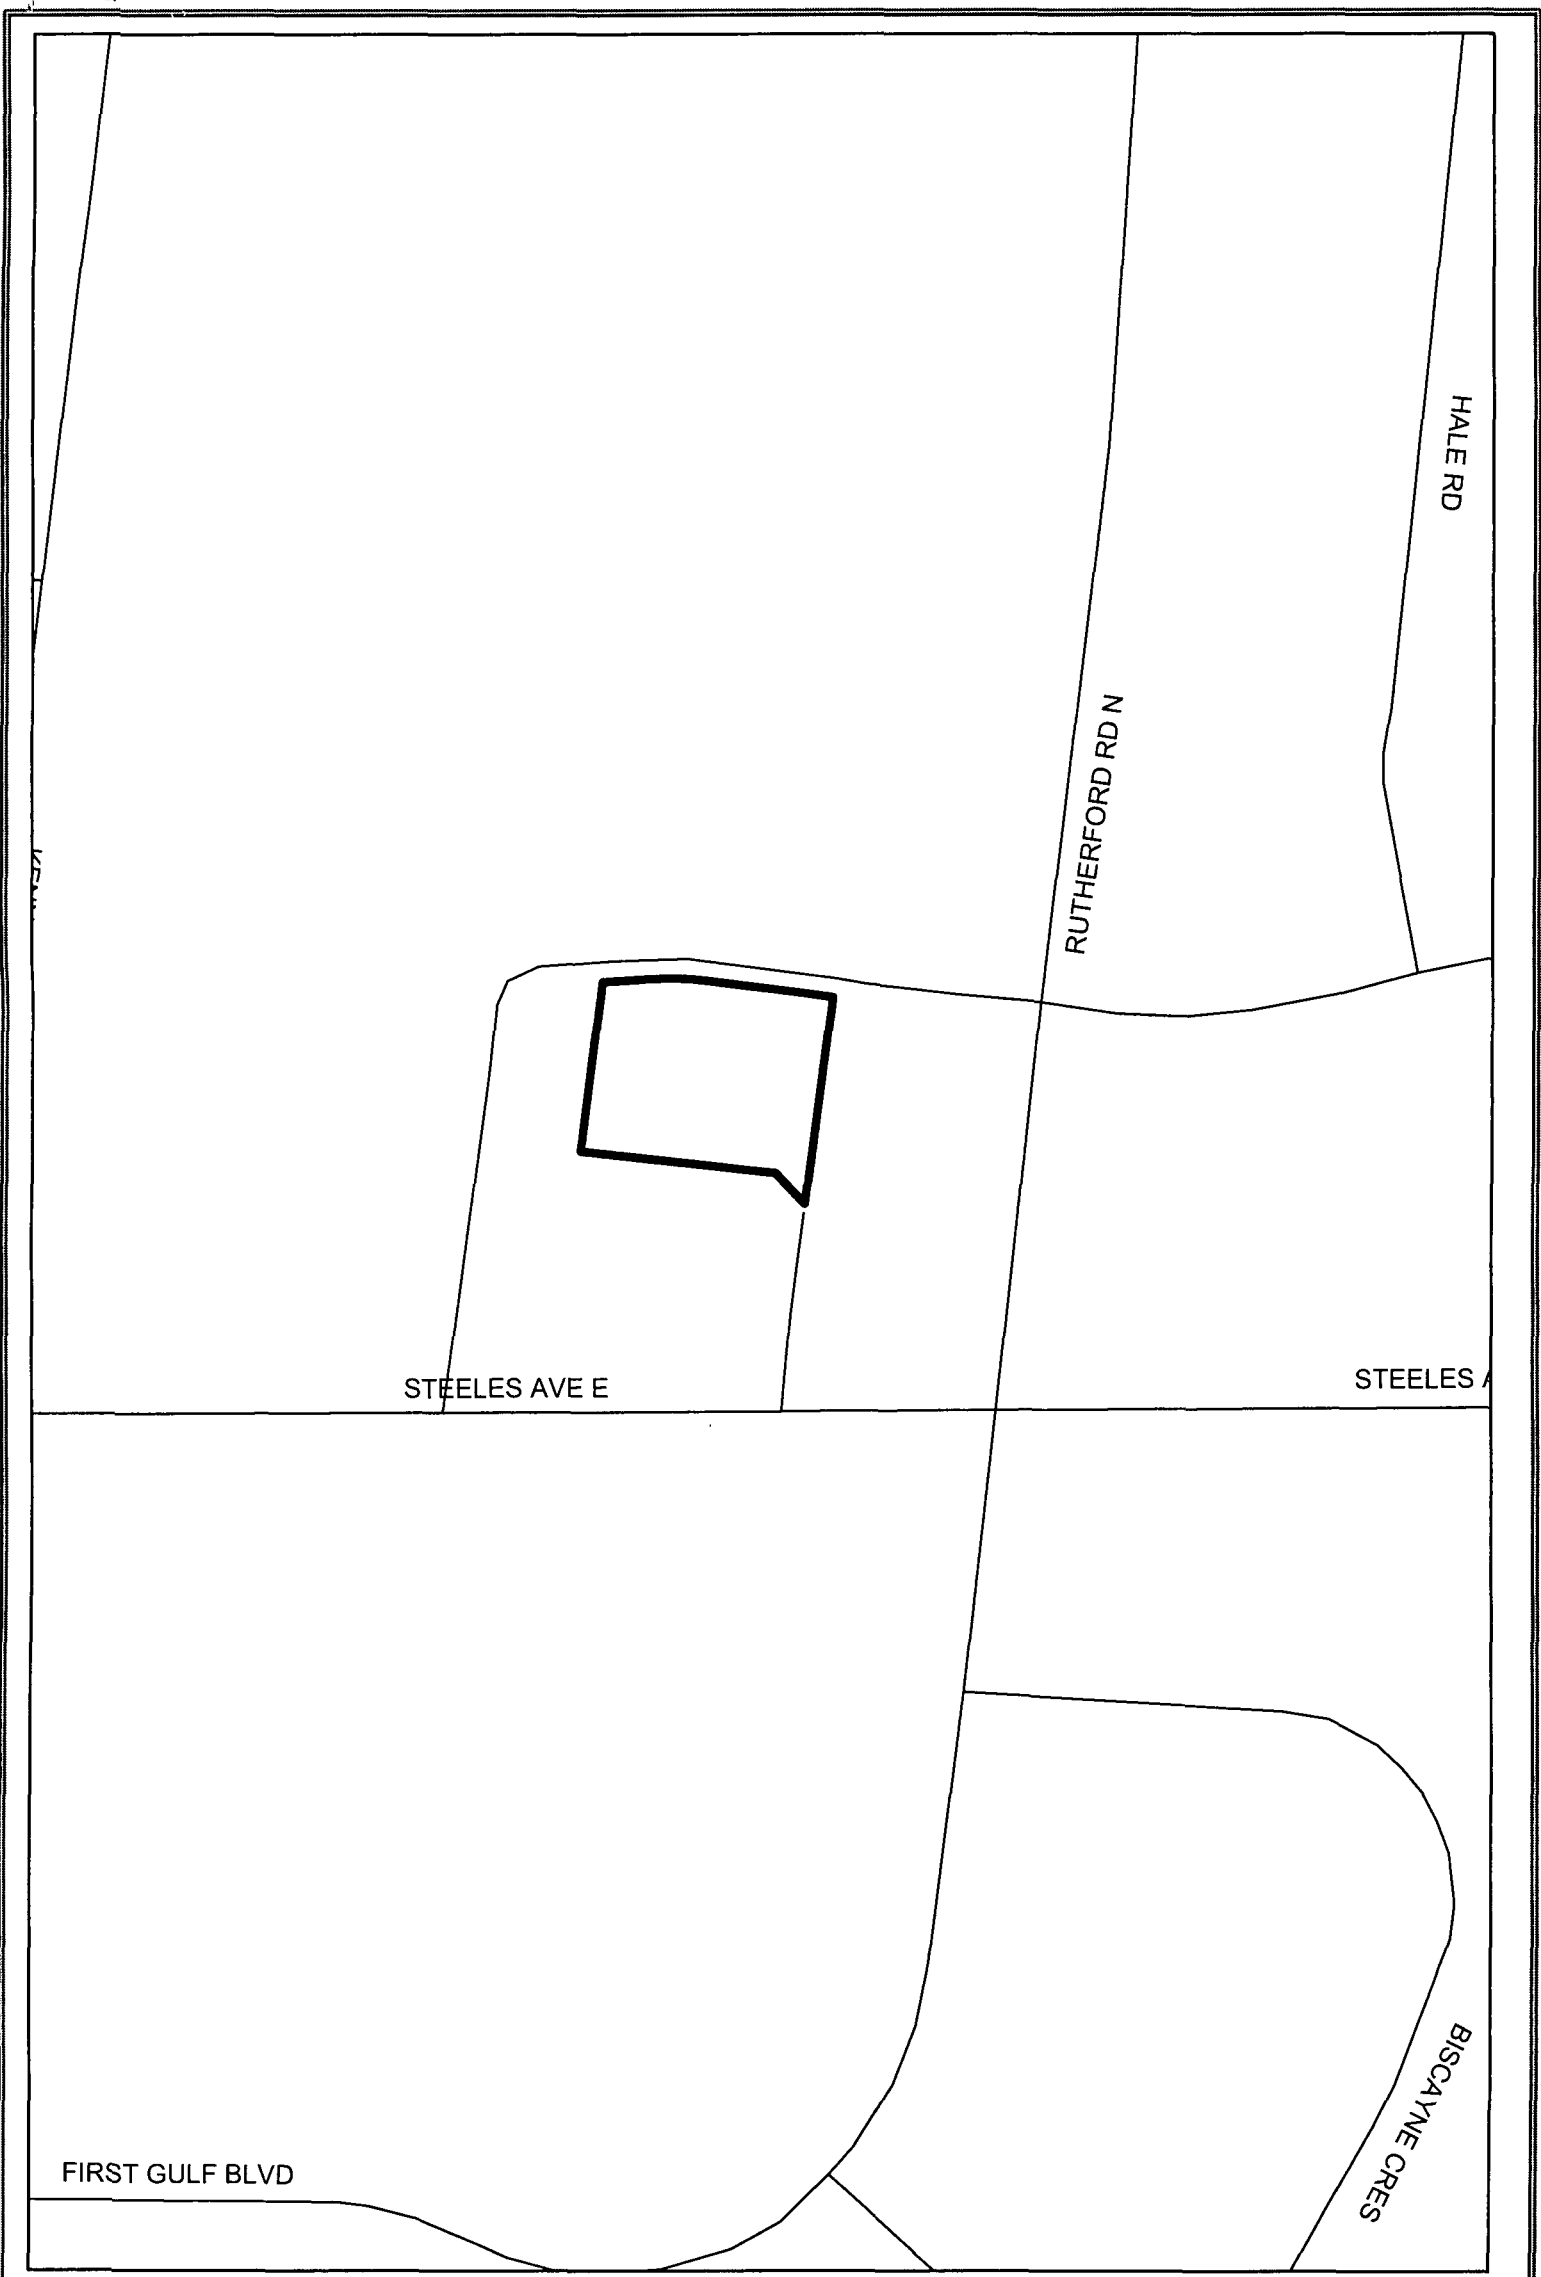 HALE RD
RUTHERFORD RD N
STEELES AVE E
STEELES
BISCAYNE CRES
FIRST GULF BLVD